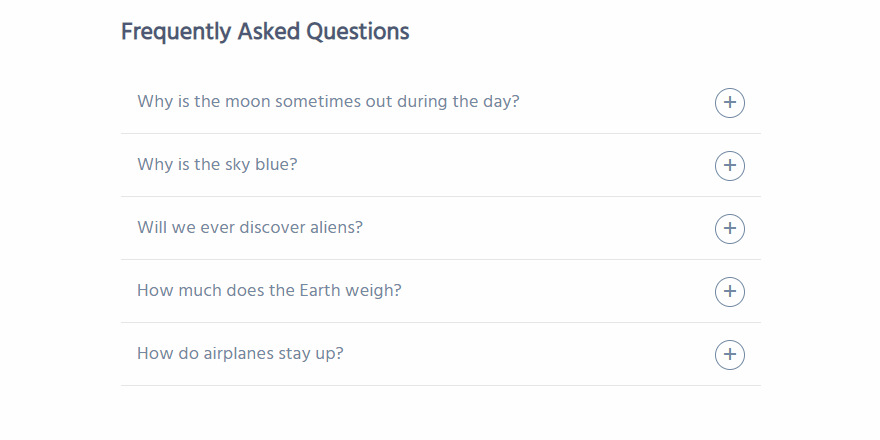 Frequently Asked Questions
Why is the moon sometimes out during the day?
Why is the sky blue?
Will we ever discover aliens?
How much does the Earth weigh?
How do airplanes stay up?